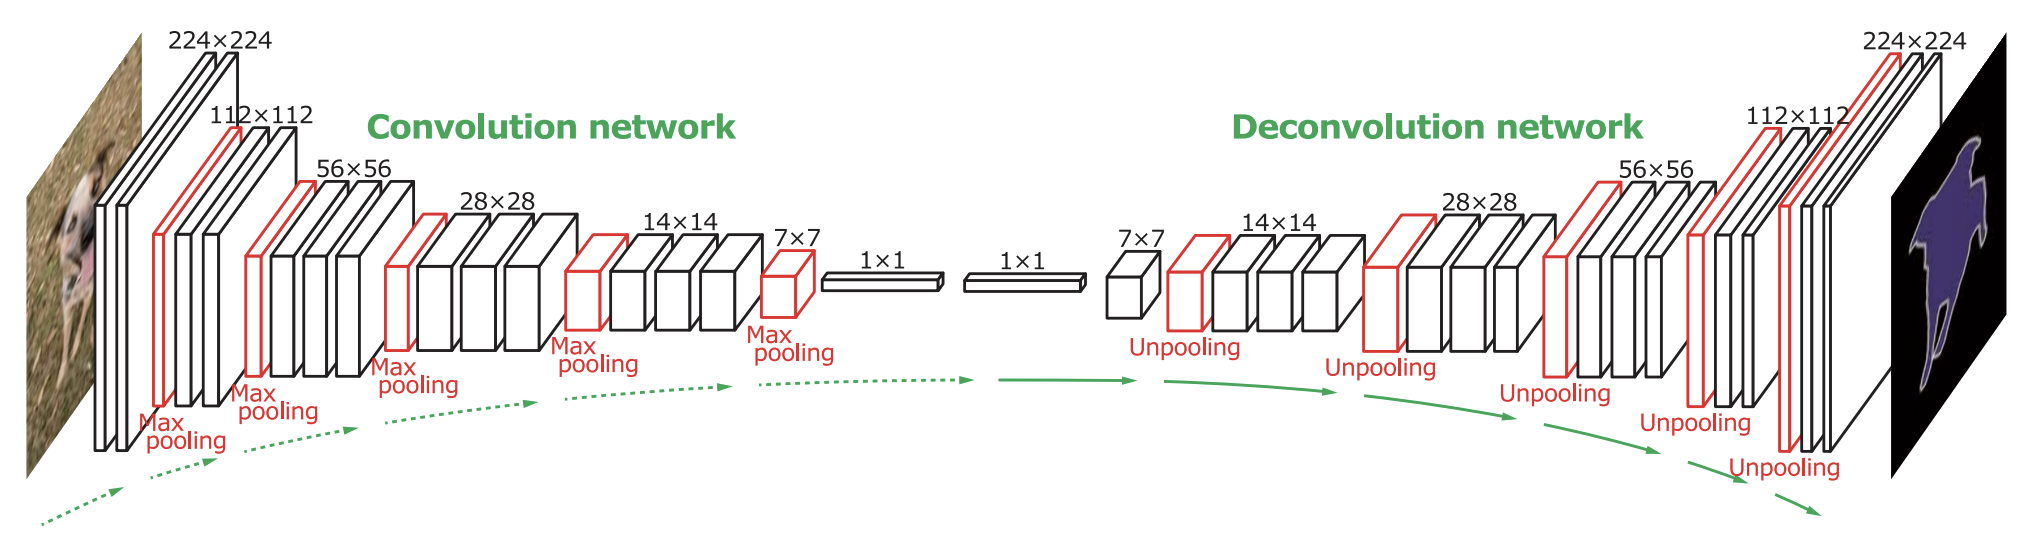 224×224
112×112
56×56
28×28
14×14
7×7
1×1
1×1
7×7
14×14
28×28
56×56
112×112
224×224
Convolution network
Deconvolution network
Max
pooling
Max
pooling
Max
pooling
Max
pooling
Max
pooling
Unpooling
Unpooling
Unpooling
Unpooling
Unpooling